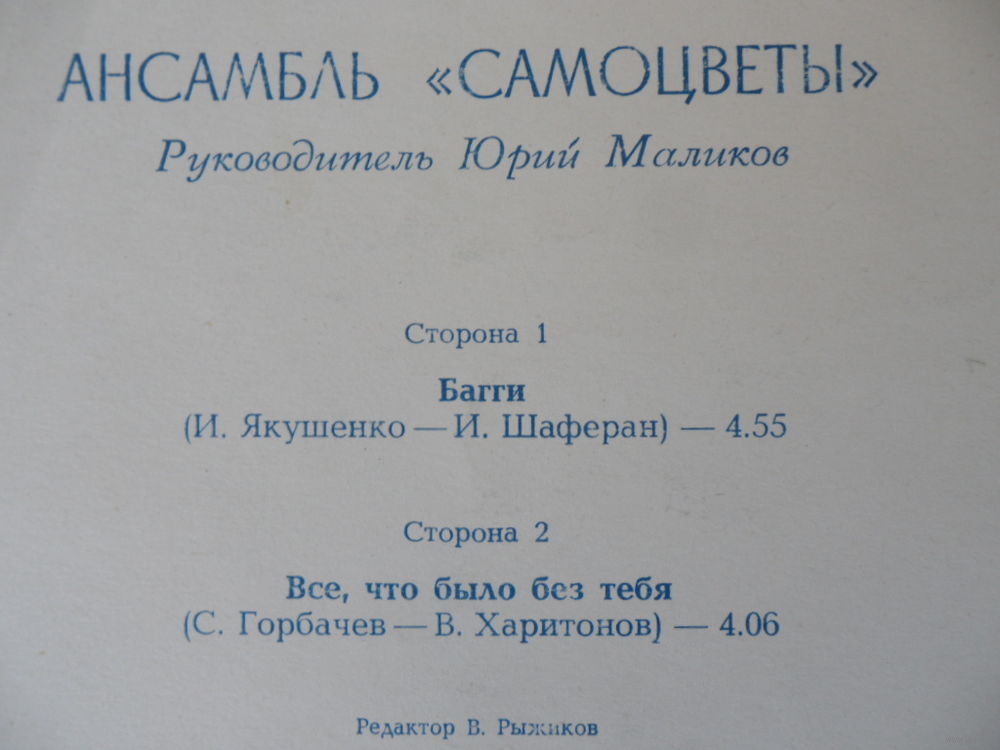 АНСАМБЛЬ «САМОЦВЕТЫ»
Руководитель Юрий Маликов
Сторона 1
Багги
(И. Якушенко — И. Шаферан) — 4.55
Сторона 2
Все, что было без тебя
(С. Горбачев — В. Харитонов) — 4.06
Редактор В. Рыжиков